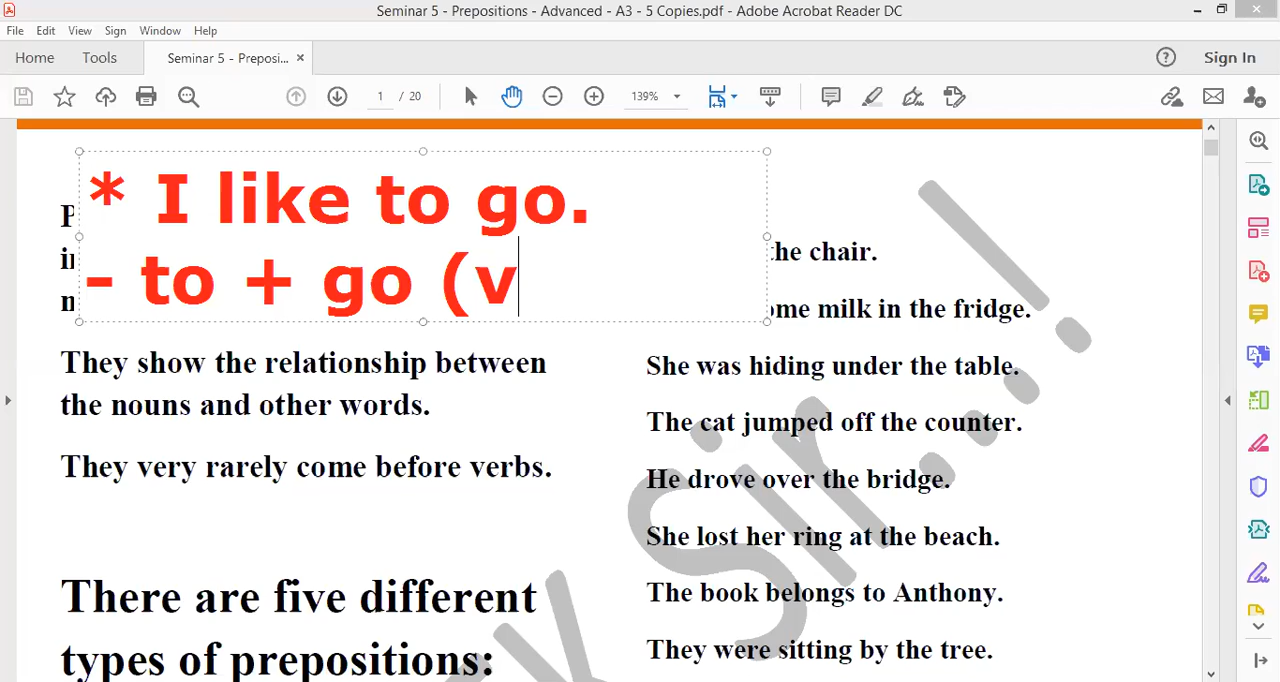 Seminar 5 - Prepositions - Advanced - A3 - 5 Copies.pdf - Adobe Acrobat Reader DC
File Edit View Sign Window Help
Home Tools Seminar 5 - Preposi... × Sign In
1 / 20 139%
* I like to go.
- to + go (v
the chair.
ome milk in the fridge.
They show the relationship between
the nouns and other words.
They very rarely come before verbs.
There are five different
types of prepositions:
She was hiding under the table.
The cat jumped off the counter.
He drove over the bridge.
She lost her ring at the beach.
The book belongs to Anthony.
They were sitting by the tree.
Sir..!